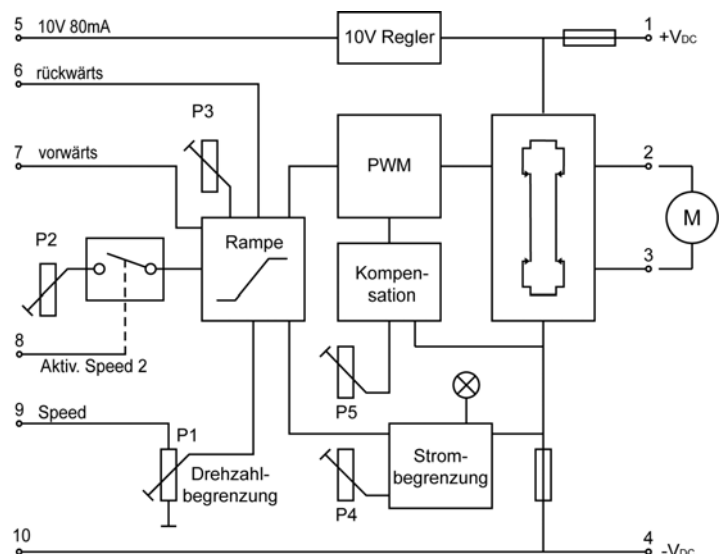 5 10V 80mA
10V Regler
1
+VDC
6 rückwärts
P3
7 vorwärts
PWM
2
M
3
P2
Rampe
Kompen-
sation
8
Aktiv. Speed 2
9 Speed
P1
P5
Drehzahl-
begrenzung
Strom-
begrenzung
P4
10
4
-VDC